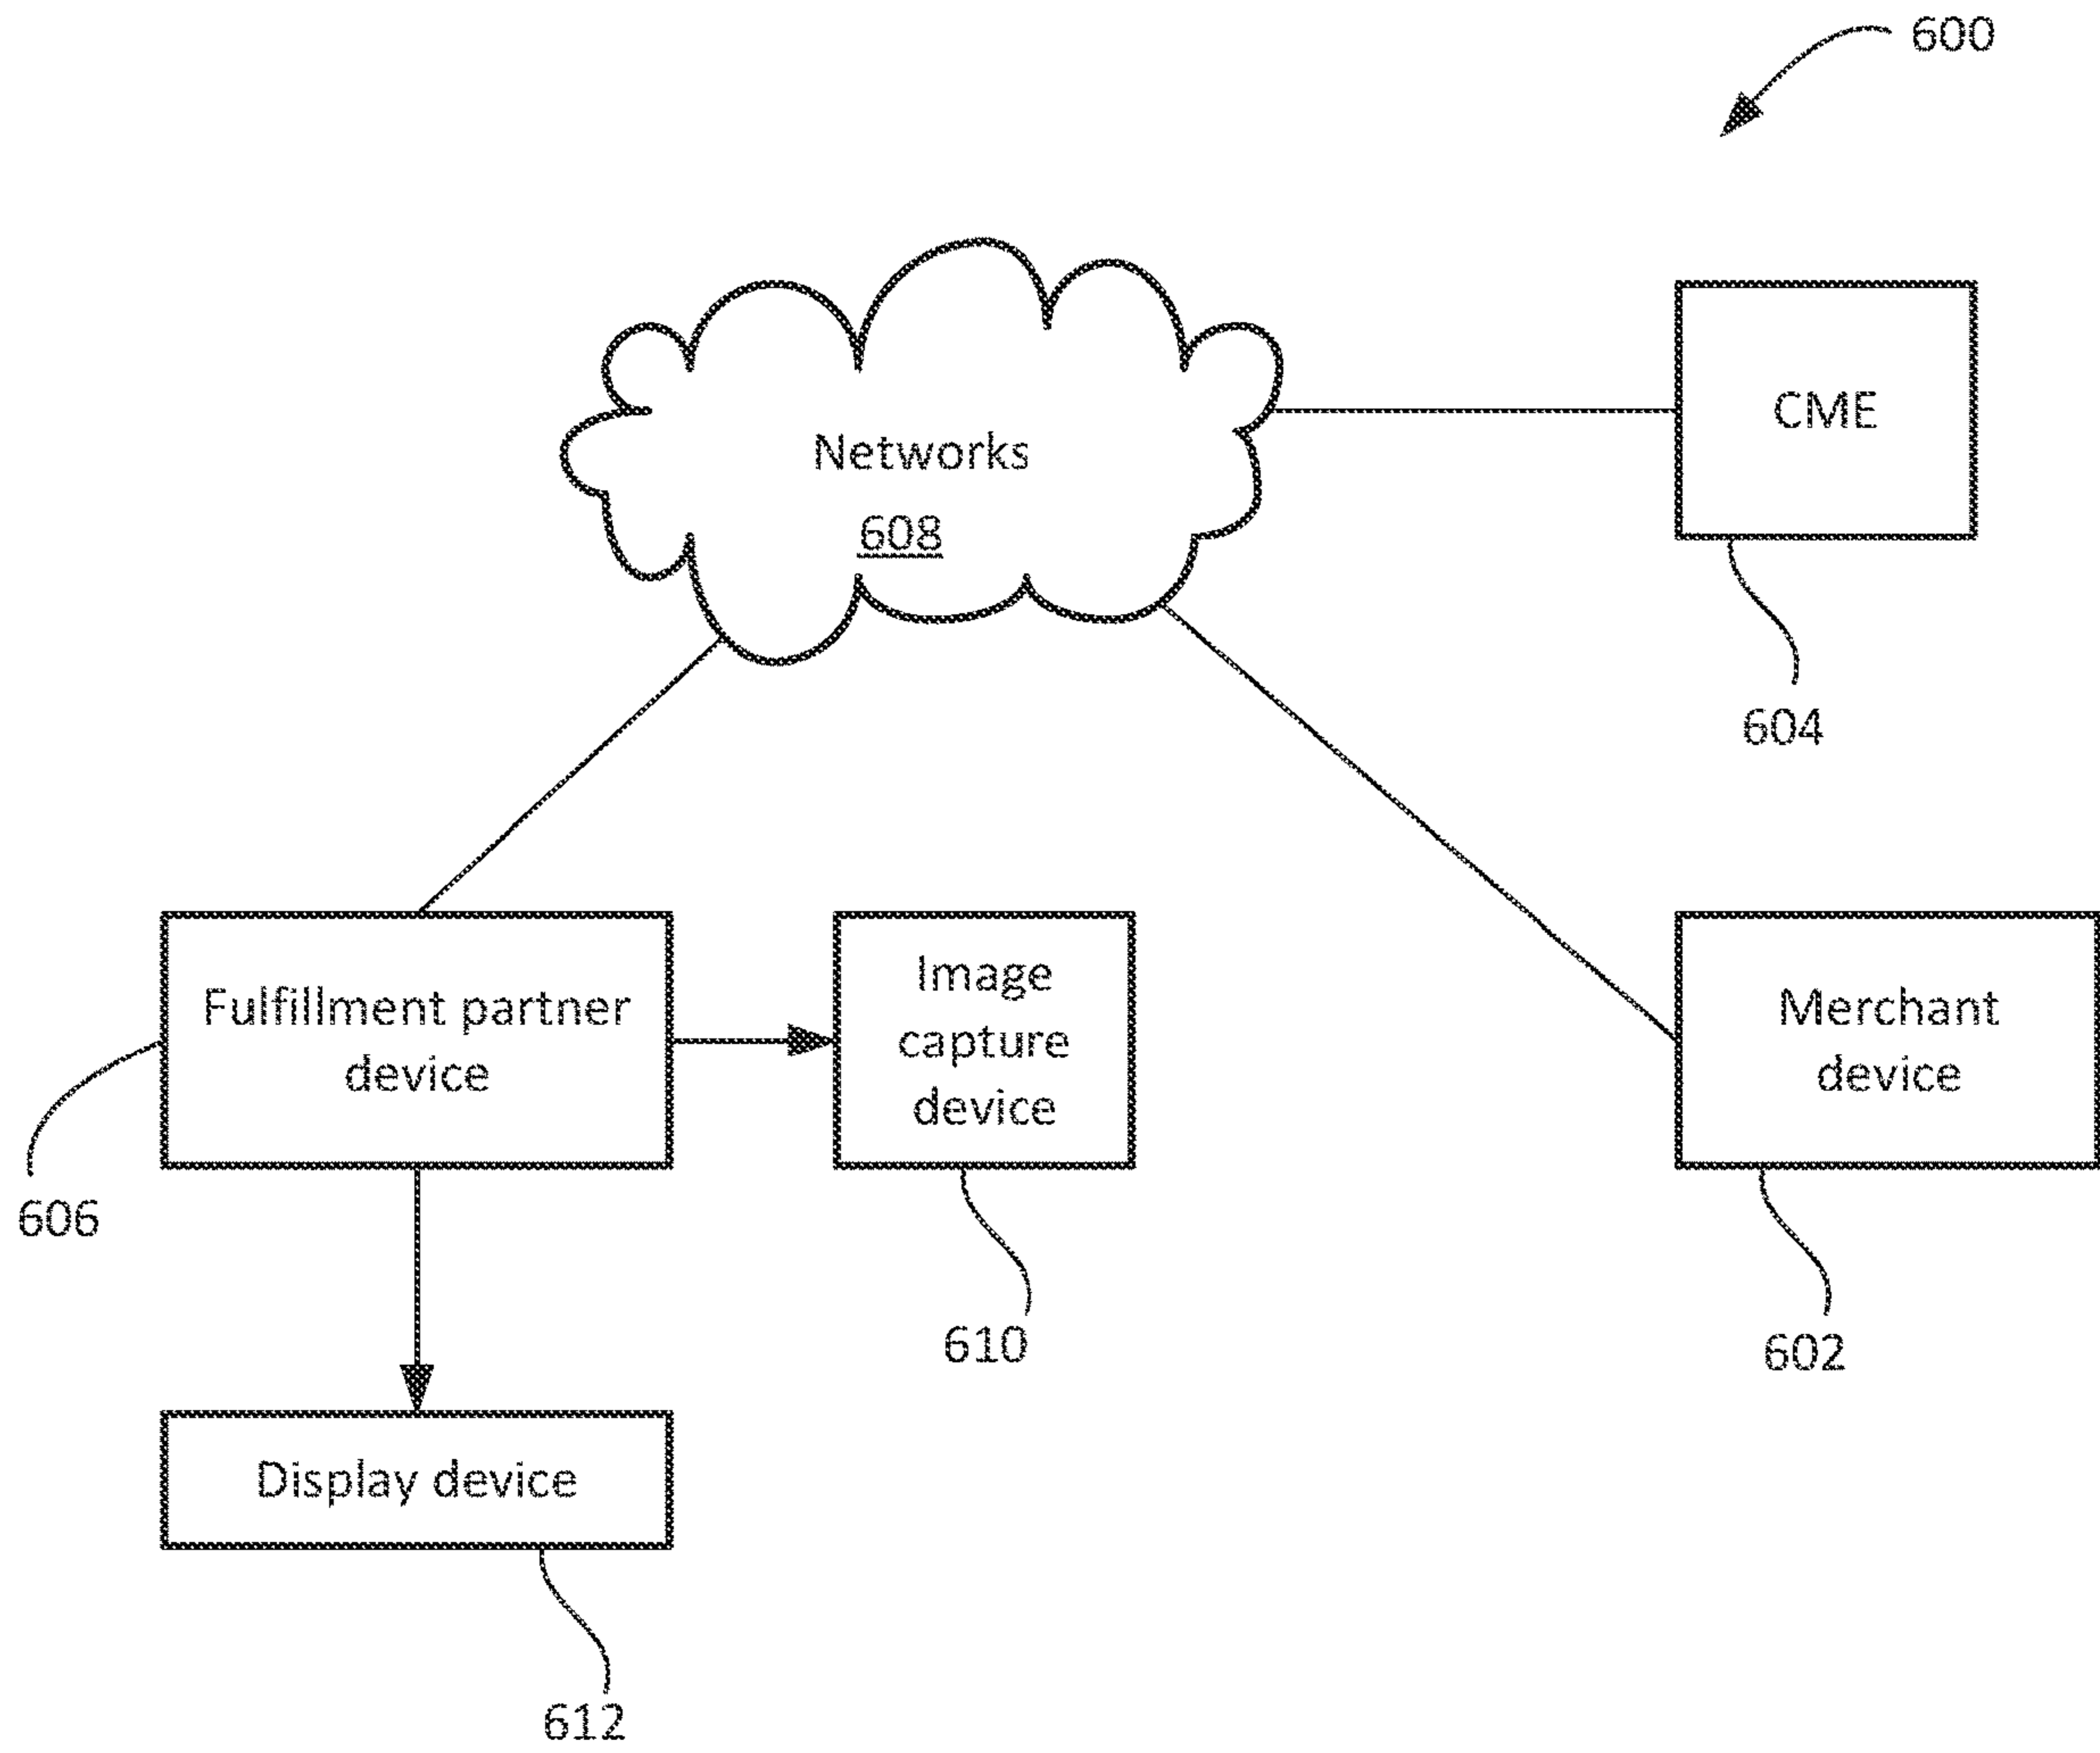 600
Networks
608
CME
604
Fulfillment partner
device
Image
capture
device
Merchant
device
606
610
602
Display device
612